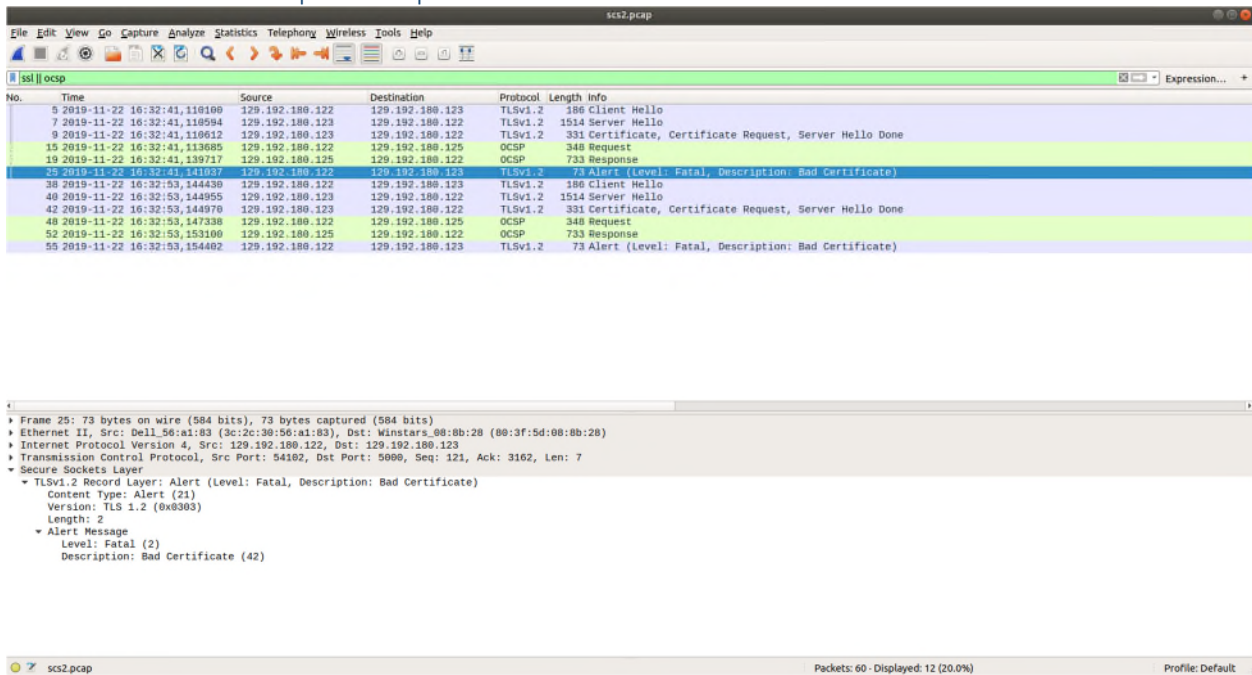 scs2.pcap
File Edit View Go Capture Analyze Statistics Telephony Wireless Tools Help
ssl || ocsp Expression... +
No. Time Source Destination Protocol Length Info
5 2019-11-22 16:32:41,110100 129.192.180.122 129.192.180.123 TLSv1.2 186 Client Hello
7 2019-11-22 16:32:41,110594 129.192.180.123 129.192.180.122 TLSv1.2 1514 Server Hello
9 2019-11-22 16:32:41,110612 129.192.180.123 129.192.180.122 TLSv1.2 331 Certificate, Certificate Request, Server Hello Done
15 2019-11-22 16:32:41,113685 129.192.180.122 129.192.180.125 OCSP 348 Request
19 2019-11-22 16:32:41,139717 129.192.180.125 129.192.180.122 OCSP 733 Response
25 2019-11-22 16:32:41,141037 129.192.180.122 129.192.180.123 TLSv1.2 73 Alert (Level: Fatal, Description: Bad Certificate)
38 2019-11-22 16:32:53,144430 129.192.180.122 129.192.180.123 TLSv1.2 186 Client Hello
40 2019-11-22 16:32:53,144955 129.192.180.123 129.192.180.122 TLSv1.2 1514 Server Hello
42 2019-11-22 16:32:53,144970 129.192.180.123 129.192.180.122 TLSv1.2 331 Certificate, Certificate Request, Server Hello Done
48 2019-11-22 16:32:53,147338 129.192.180.122 129.192.180.125 OCSP 348 Request
52 2019-11-22 16:32:53,153100 129.192.180.125 129.192.180.122 OCSP 733 Response
55 2019-11-22 16:32:53,154402 129.192.180.122 129.192.180.123 TLSv1.2 73 Alert (Level: Fatal, Description: Bad Certificate)
Frame 25: 73 bytes on wire (584 bits), 73 bytes captured (584 bits)
Ethernet II, Src: Dell_56:a1:83 (3c:2c:30:56:a1:83), Dst: Winstars_08:8b:28 (80:3f:5d:08:8b:28)
Internet Protocol Version 4, Src: 129.192.180.122, Dst: 129.192.180.123
Transmission Control Protocol, Src Port: 54102, Dst Port: 5000, Seq: 121, Ack: 3162, Len: 7
Secure Sockets Layer
TLSv1.2 Record Layer: Alert (Level: Fatal, Description: Bad Certificate)
Content Type: Alert (21)
Version: TLS 1.2 (0x0303)
Length: 2
Alert Message
Level: Fatal (2)
Description: Bad Certificate (42)
scs2.pcap Packets: 60 · Displayed: 12 (20.0%) Profile: Default